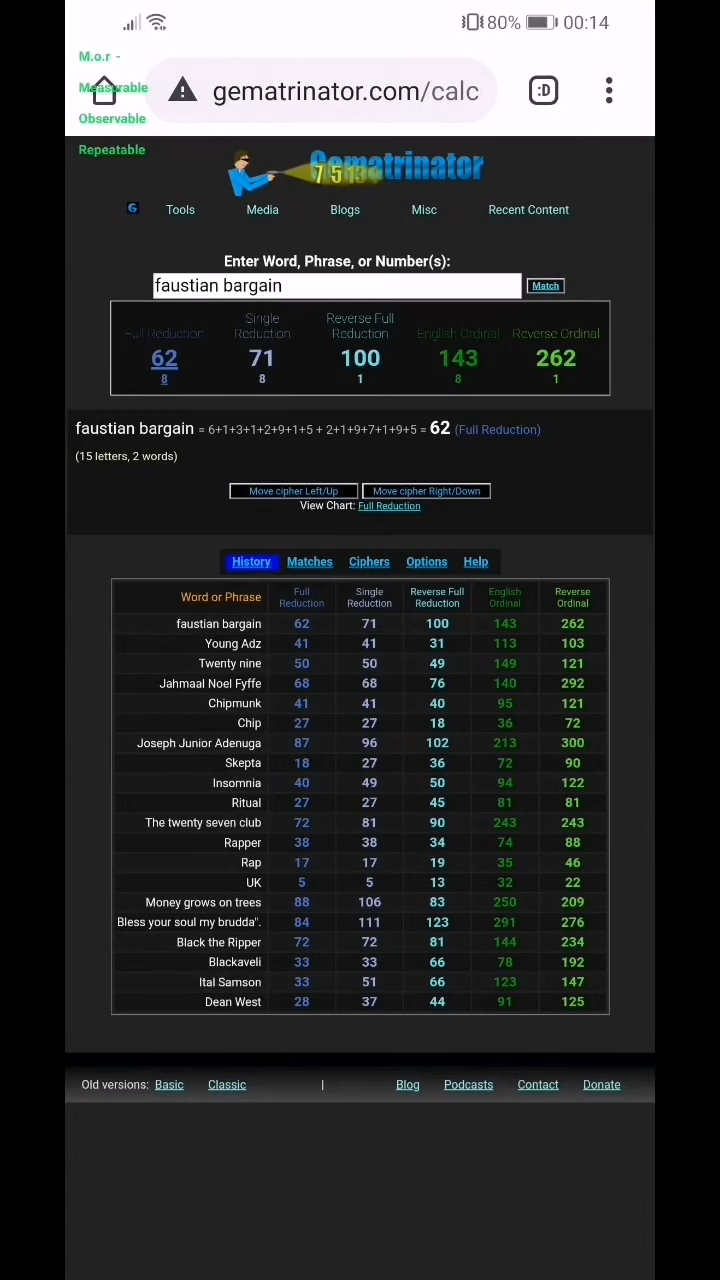 80% 00:14
M.o.r -
Measurable
gematrinator.com/calc :D
Observable
Repeatable
Gematrinator
7 5 13 9
G Tools Media Blogs Misc Recent Content
Enter Word, Phrase, or Number(s):
faustian bargain Match
Full Reduction Single Reduction Reverse Full Reduction English Ordinal Reverse Ordinal
62 71 100 143 262
8 8 1 8 1
faustian bargain = 6+1+3+1+2+9+1+5 + 2+1+9+7+1+9+5 = 62 (Full Reduction)
(15 letters, 2 words)
Move cipher Left/Up Move cipher Right/Down
View Chart: Full Reduction
History Matches Ciphers Options Help
Word or Phrase Full Reduction Single Reduction Reverse Full Reduction English Ordinal Reverse Ordinal
faustian bargain 62 71 100 143 262
Young Adz 41 41 31 113 103
Twenty nine 50 50 49 149 121
Jahmaal Noel Fyffe 68 68 76 140 292
Chipmunk 41 41 40 95 121
Chip 27 27 18 36 72
Joseph Junior Adenuga 87 96 102 213 300
Skepta 18 27 36 72 90
Insomnia 40 49 50 94 122
Ritual 27 27 45 81 81
The twenty seven club 72 81 90 243 243
Rapper 38 38 34 74 88
Rap 17 17 19 35 46
UK 5 5 13 32 22
Money grows on trees 88 106 83 250 209
Bless your soul my brudda". 84 111 123 291 276
Black the Ripper 72 72 81 144 234
Blackaveli 33 33 66 78 192
Ital Samson 33 51 66 123 147
Dean West 28 37 44 91 125
Old versions: Basic Classic | Blog Podcasts Contact Donate